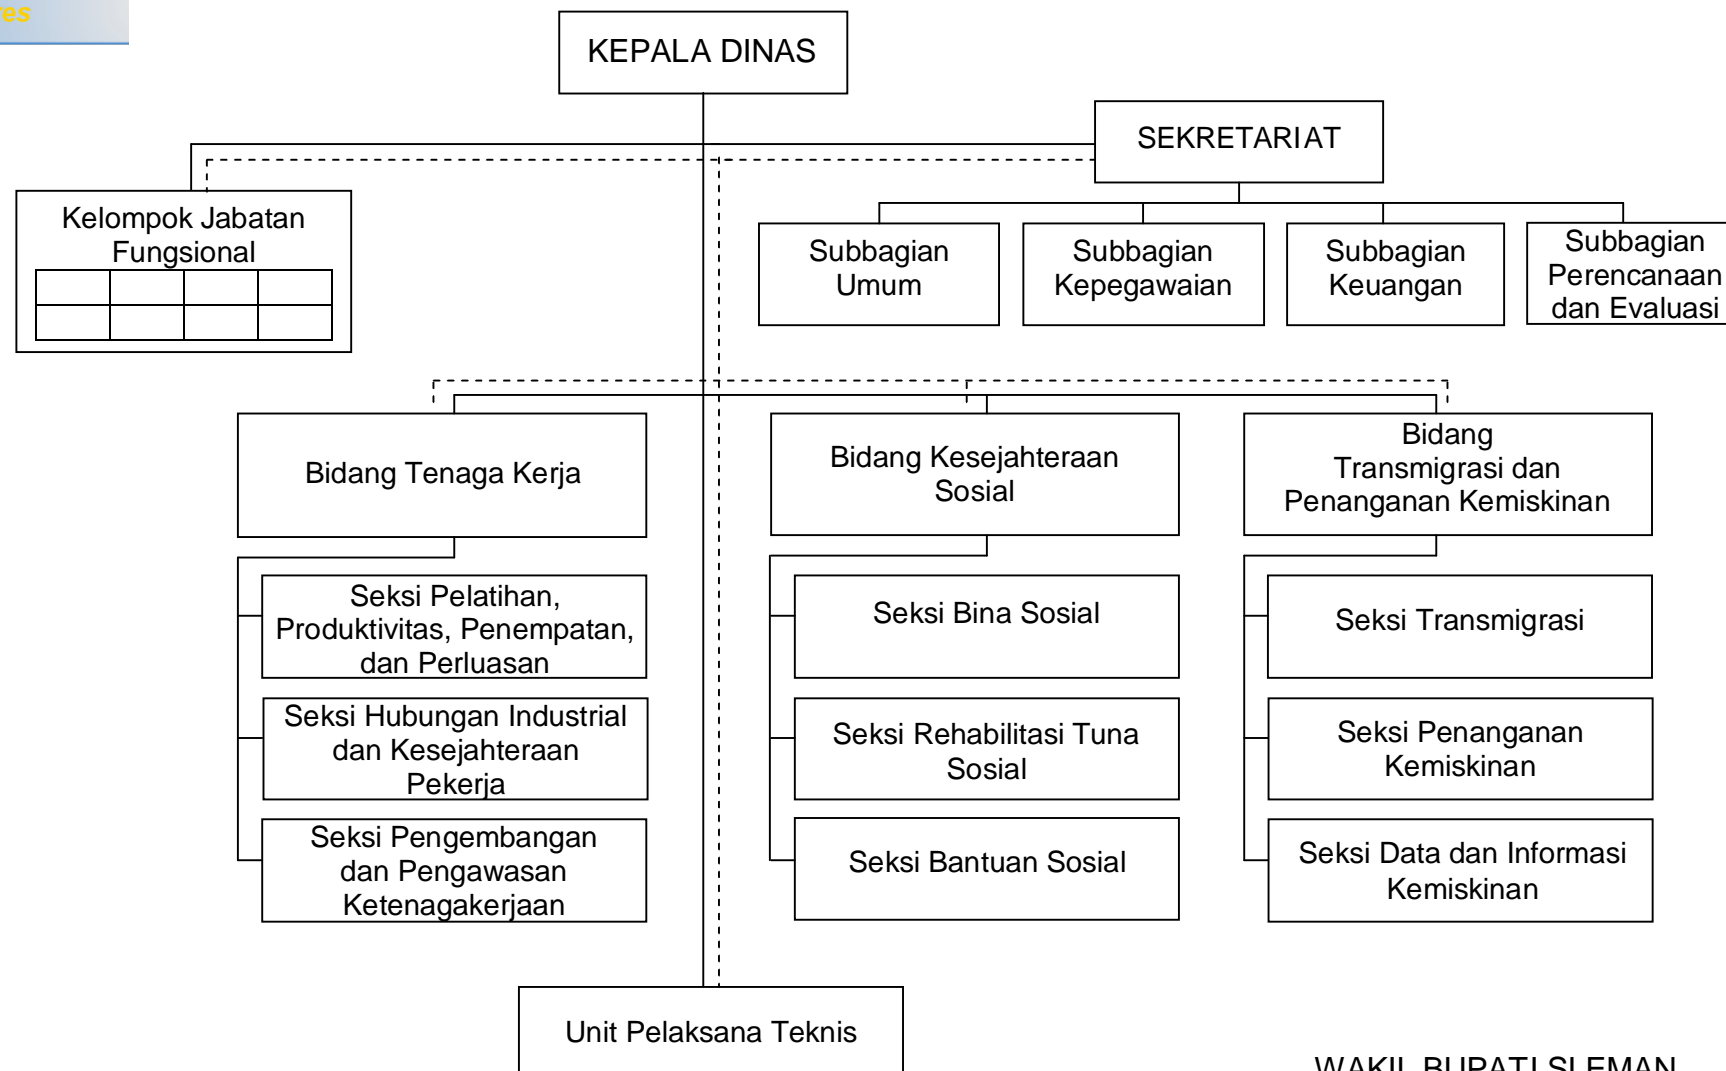 KEPALA DINAS
SEKRETARIAT
Kelompok Jabatan
Fungsional
Subbagian
Umum
Subbagian
Kepegawaian
Subbagian
Keuangan
Subbagian
Perencanaan
dan Evaluasi
Bidang Tenaga Kerja
Bidang Kesejahteraan
Sosial
Bidang
Transmigrasi dan
Penanganan Kemiskinan
Seksi Pelatihan,
Produktivitas, Penempatan,
dan Perluasan
Seksi Hubungan Industrial
dan Kesejahteraan
Pekerja
Seksi Pengembangan
dan Pengawasan
Ketenagakerjaan
Seksi Bina Sosial
Seksi Rehabilitasi Tuna
Sosial
Seksi Bantuan Sosial
Seksi Transmigrasi
Seksi Penanganan
Kemiskinan
Seksi Data dan Informasi
Kemiskinan
Unit Pelaksana Teknis
WAKIL BUPATI SLEMAN